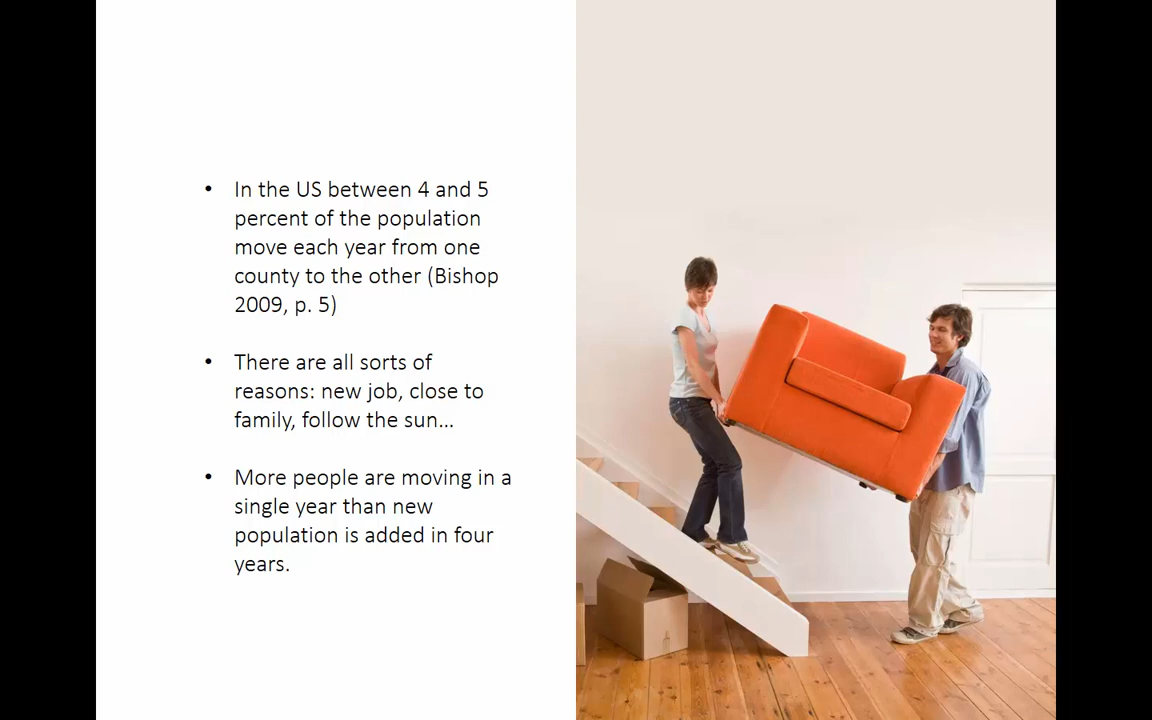 • In the US between 4 and 5
percent of the population
move each year from one
county to the other (Bishop
2009, p. 5)
• There are all sorts of
reasons: new job, close to
family, follow the sun…
• More people are moving in a
single year than new
population is added in four
years.